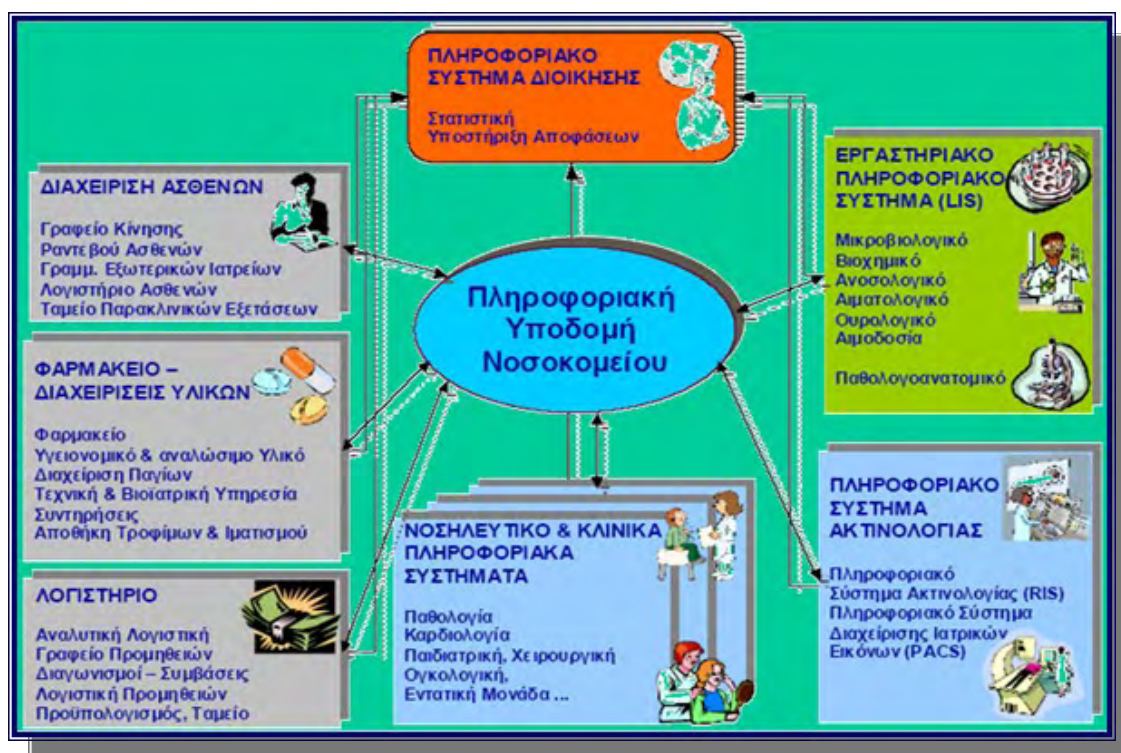 ΠΛΗΡΟΦΟΡΙΑΚΟ
ΣΥΣΤΗΜΑ ΔΙΟΙΚΗΣΗΣ
Στατιστική
Υποστήριξη Αποφάσεων
ΔΙΑΧΕΙΡΙΣΗ ΑΣΘΕΝΩΝ
Γραφείο Κίνησης
Ραντεβού Ασθενών
Γραμμ. Εξωτερικών Ιατρείων
Λογιστήριο Ασθενών
Ταμείο Παρακλινικών Εξετάσεων
ΕΡΓΑΣΤΗΡΙΑΚΟ
ΠΛΗΡΟΦΟΡΙΑΚΟ
ΣΥΣΤΗΜΑ (LIS)
Μικροβιολογικό
Βιοχημικό
Ανοσολογικό
Αιματολογικό
Ουρολογικό
Αιμοδοσία
Παθολογοανατομικό
Πληροφοριακή
Υποδομή
Νοσοκομείου
ΦΑΡΜΑΚΕΙΟ –
ΔΙΑΧΕΙΡΙΣΕΙΣ ΥΛΙΚΩΝ
Φαρμακείο
Υγειονομικό & αναλώσιμο Υλικό
Διαχείριση Παγίων
Τεχνική & Βιοϊατρική Υπηρεσία
Συντηρήσεις
Αποθήκη Τροφίμων & Ιματισμού
ΛΟΓΙΣΤΗΡΙΟ
Αναλυτική Λογιστική
Γραφείο Προμηθειών
Διαγωνισμοί – Συμβάσεις
Λογιστική Προμηθειών
Προϋπολογισμός, Ταμείο
ΝΟΣΗΛΕΥΤΙΚΟ & ΚΛΙΝΙΚΑ
ΠΛΗΡΟΦΟΡΙΑΚΑ
ΣΥΣΤΗΜΑΤΑ
Παθολογία
Καρδιολογία
Παιδιατρική, Χειρουργική
Ογκολογική,
Εντατική Μονάδα ...
ΠΛΗΡΟΦΟΡΙΑΚΟ
ΣΥΣΤΗΜΑ
ΑΚΤΙΝΟΛΟΓΙΑΣ
Πληροφοριακό
Σύστημα Ακτινολογίας (RIS)
Πληροφοριακό Σύστημα
Διαχείρισης Ιατρικών
Εικόνων (PACS)